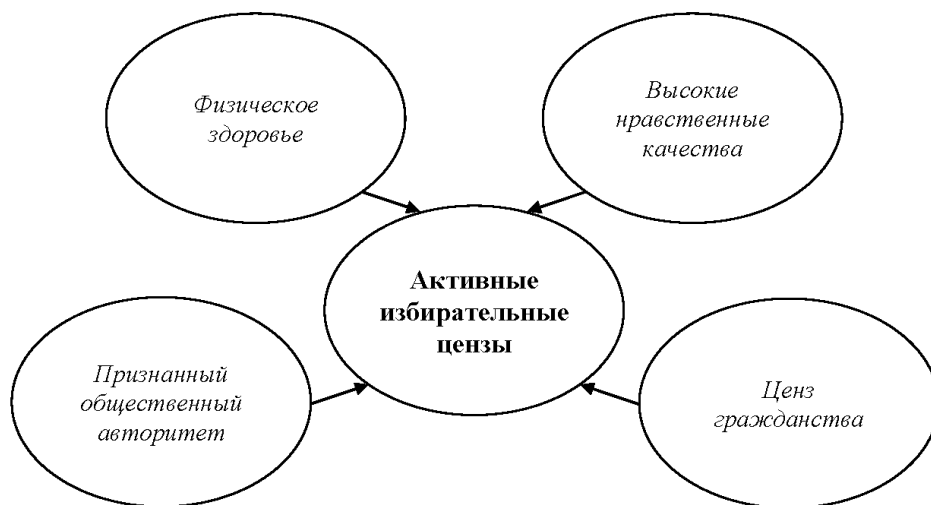 Физическое
здоровье
Высокие
нравственные
качества
Активные
избирательные
цензы
Признанный
общественный
авторитет
Ценз
гражданства